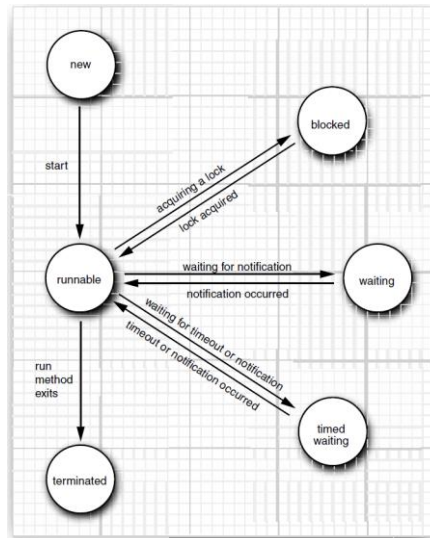 new
blocked
start
acquiring a lock
lock acquired
runnable
waiting for notification
notification occurred
waiting
waiting for timeout or notification
timeout or notification occurred
run
method
exits
timed
waiting
terminated